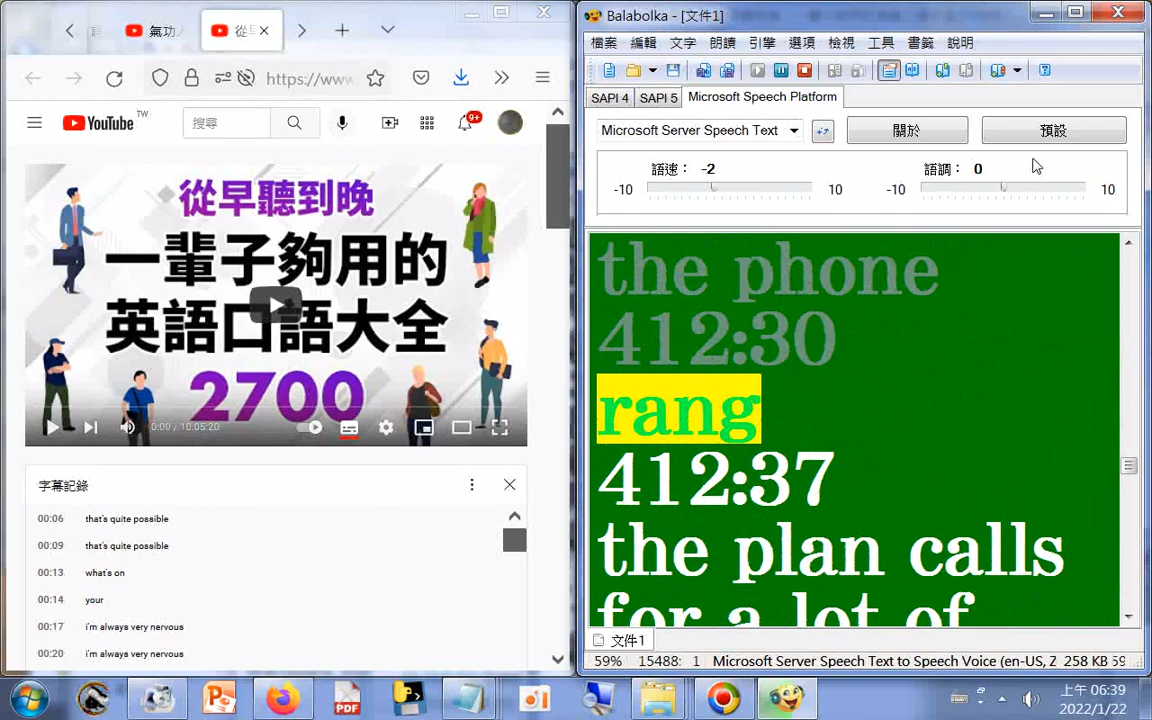 氣功
從
https://www
YouTube TW
搜尋
9+
從早聽到晚
一輩子夠用的
英語口語大全
2700
0:00 / 10:05:20
字幕記錄
00:06 that's quite possible
00:09 that's quite possible
00:13 what's on
00:14 your
00:17 i'm always very nervous
00:20 i'm always very nervous
Balabolka - [文件1]
檔案 編輯 文字 朗讀 引擎 選項 檢視 工具 書籤 說明
SAPI 4 SAPI 5 Microsoft Speech Platform
Microsoft Server Speech Text 關於 預設
語速： -2 語調： 0
-10 10 -10 10
the phone
412:30
rang
412:37
the plan calls
for a lot of
文件1
59% 15488: 1 Microsoft Server Speech Text to Speech Voice (en-US, Z 258 KB 59
PDF
上午 06:39
2022/1/22